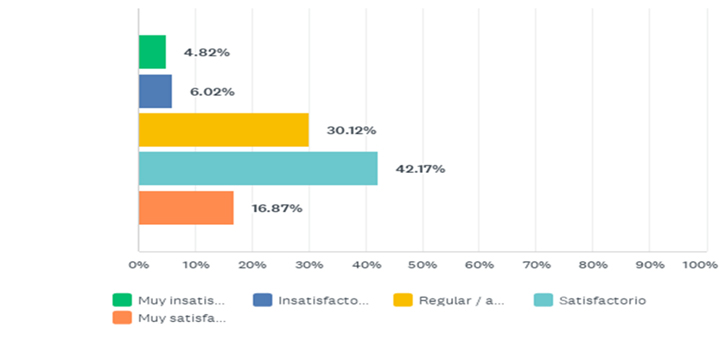 4.82%
6.02%
30.12%
42.17%
16.87%
0% 10% 20% 30% 40% 50% 60% 70% 80% 90% 100%
Muy insatis... Insatisfacto... Regular / a... Satisfactorio
Muy satisfa...